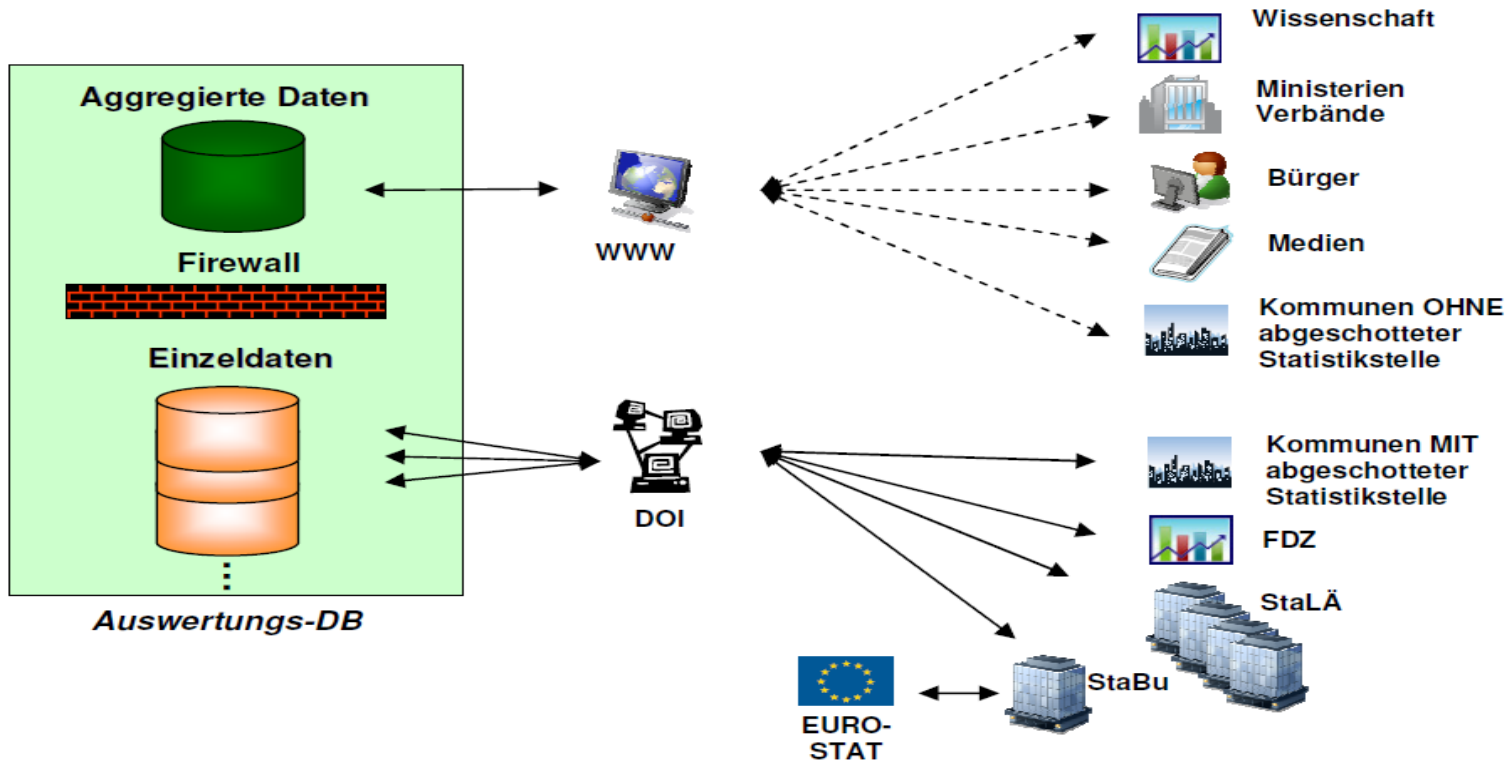 Aggregierte Daten
Firewall
Einzeldaten
Auswertungs-DB
WWW
DOI
Wissenschaft
Ministerien
Verbände
Bürger
Medien
Kommunen OHNE
abgeschotteter
Statistikstelle
Kommunen MIT
abgeschotteter
Statistikstelle
FDZ
StaLÄ
StaBu
EURO-
STAT